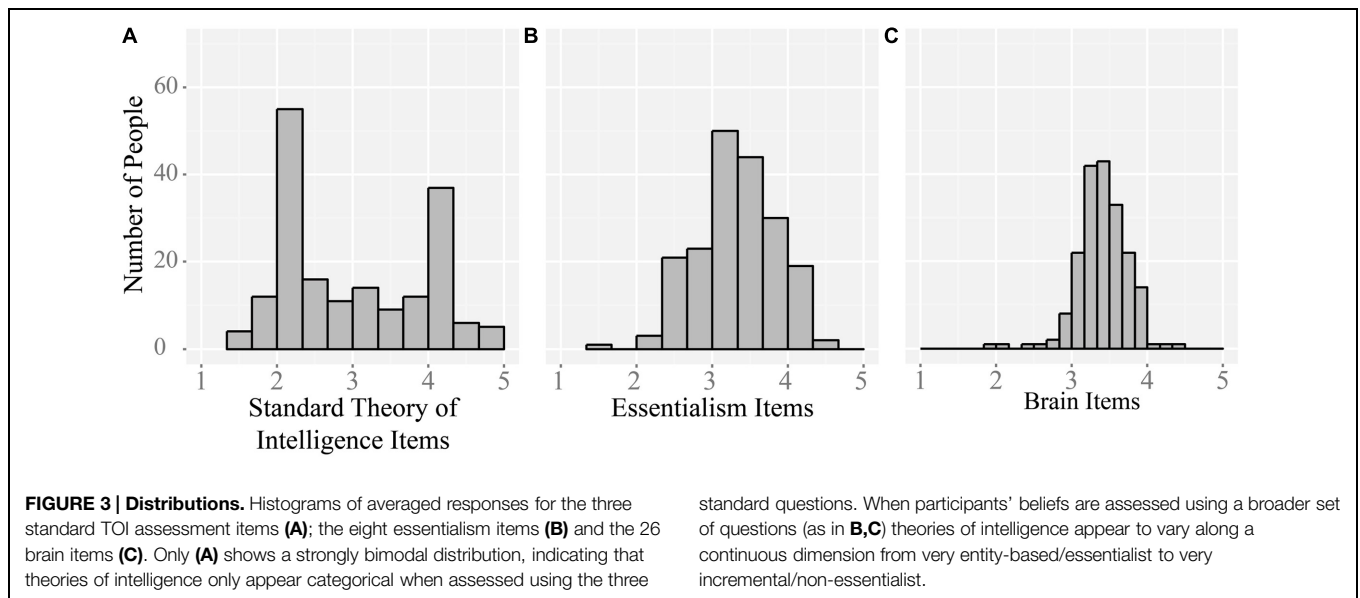 A
B
C
Number of People
60
40
20
0
1 2 3 4 5
Standard Theory of
Intelligence Items
1 2 3 4 5
Essentialism Items
1 2 3 4 5
Brain Items
FIGURE 3 | Distributions. Histograms of averaged responses for the three
standard TOI assessment items (A); the eight essentialism items (B) and the 26
brain items (C). Only (A) shows a strongly bimodal distribution, indicating that
theories of intelligence only appear categorical when assessed using the three
standard questions. When participants’ beliefs are assessed using a broader set
of questions (as in B,C) theories of intelligence appear to vary along a
continuous dimension from very entity-based/essentialist to very
incremental/non-essentialist.